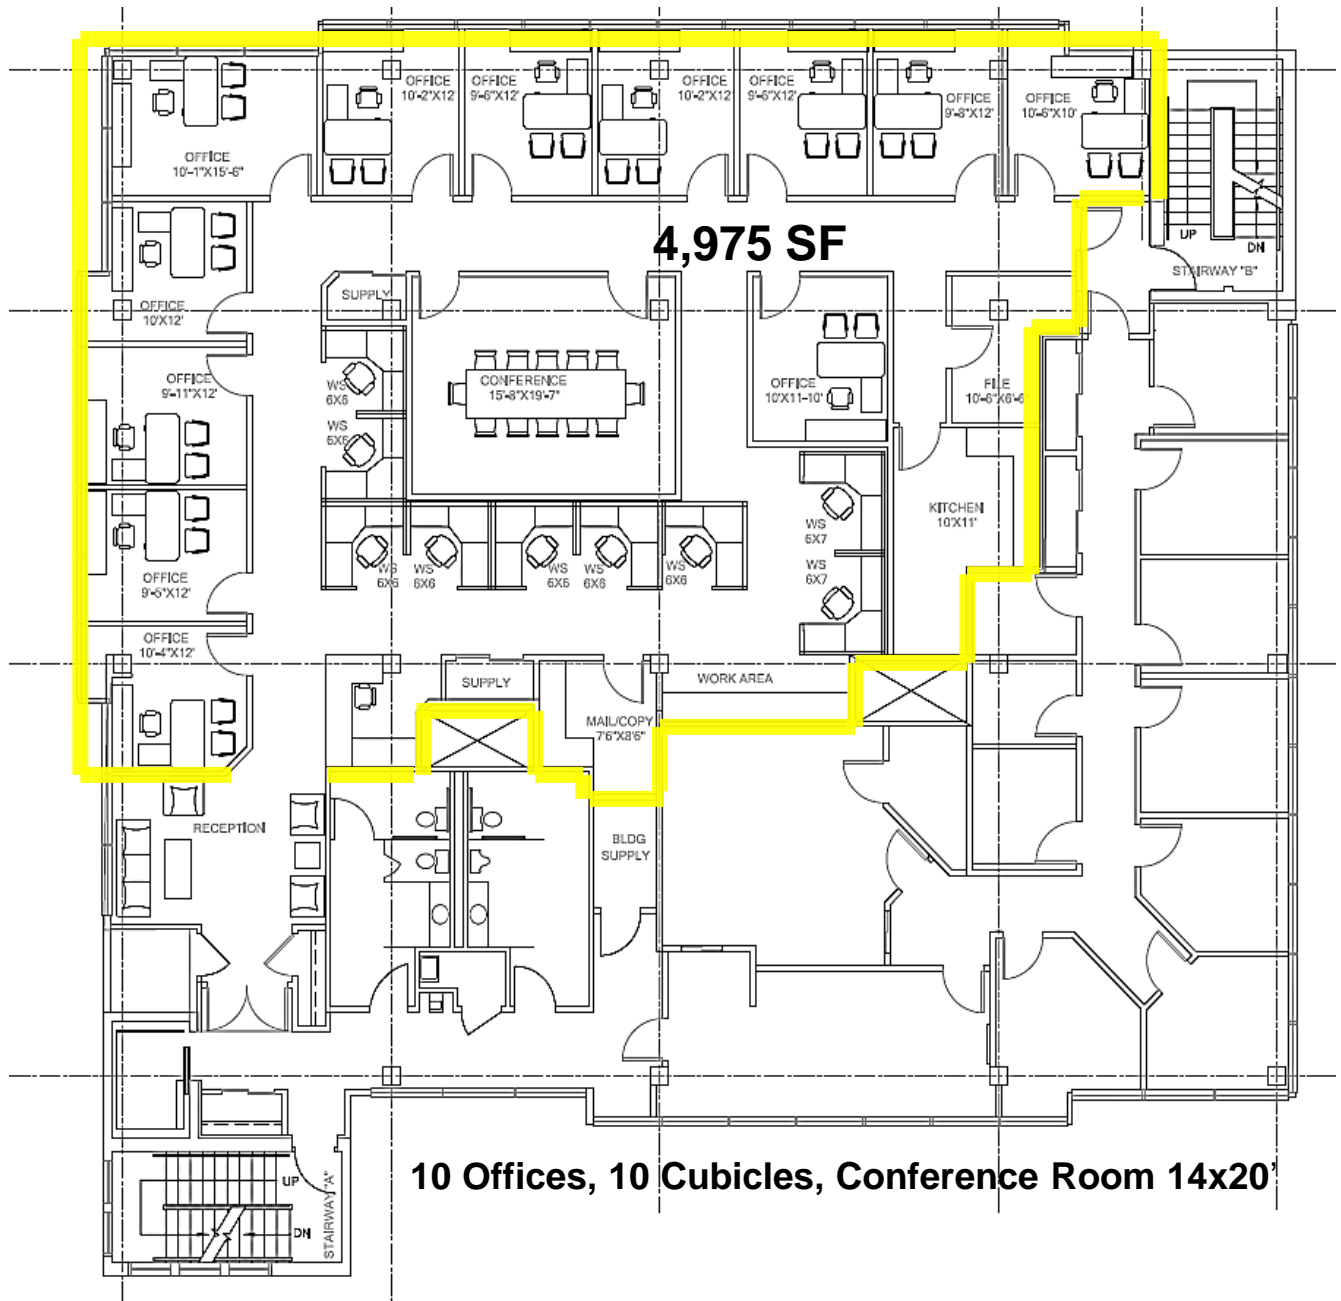 OFFICE
10'-2"X12'
OFFICE
9'-6"X12'
OFFICE
10'-2"X12'
OFFICE
9'-6"X12'
OFFICE
9'-8"X12'
OFFICE
10'-6"X10'
OFFICE
10'-1"X15'-6"
4,975 SF
UP
DN
STAIRWAY "B"
SUPPLY
OFFICE
10'X12'
OFFICE
9'-11"X12'
WS
6X6
WS
6X6
CONFERENCE
15'-8"X19'-7"
OFFICE
10'X11'-10'
FILE
10'-6"X6'-6"
KITCHEN
10'X11'
WS
6X7
WS
6X7
WS
6X6
WS
6X6
WS
6X6
WS
6X6
WS
6X6
OFFICE
9'-5"X12'
OFFICE
10'-4"X12'
SUPPLY
WORK AREA
MAIL/COPY
7'6"X8'6"
RECEPTION
BLDG
SUPPLY
10 Offices, 10 Cubicles, Conference Room 14x20'
UP
DN
STAIRWAY "A"